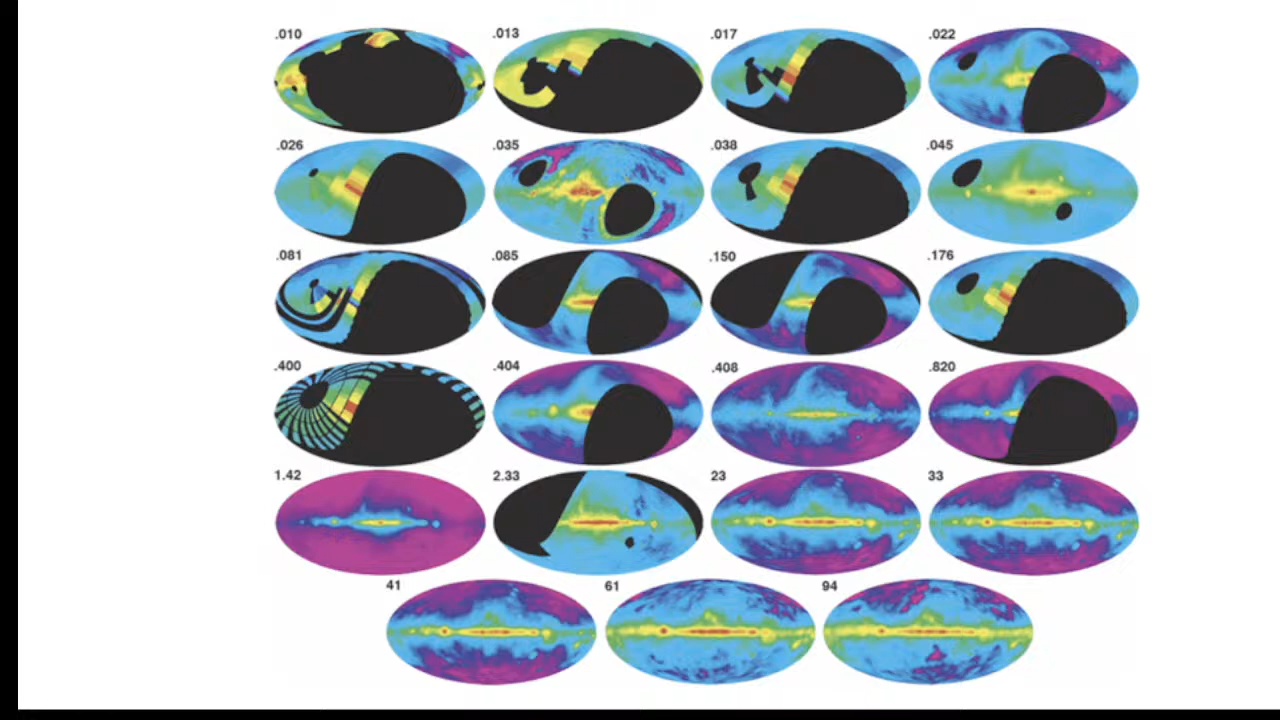 .010 .013 .017 .022
.026 .035 .038 .045
.081 .085 .150 .176
.400 .404 .408 .820
1.42 2.33 23 33
41 61 94